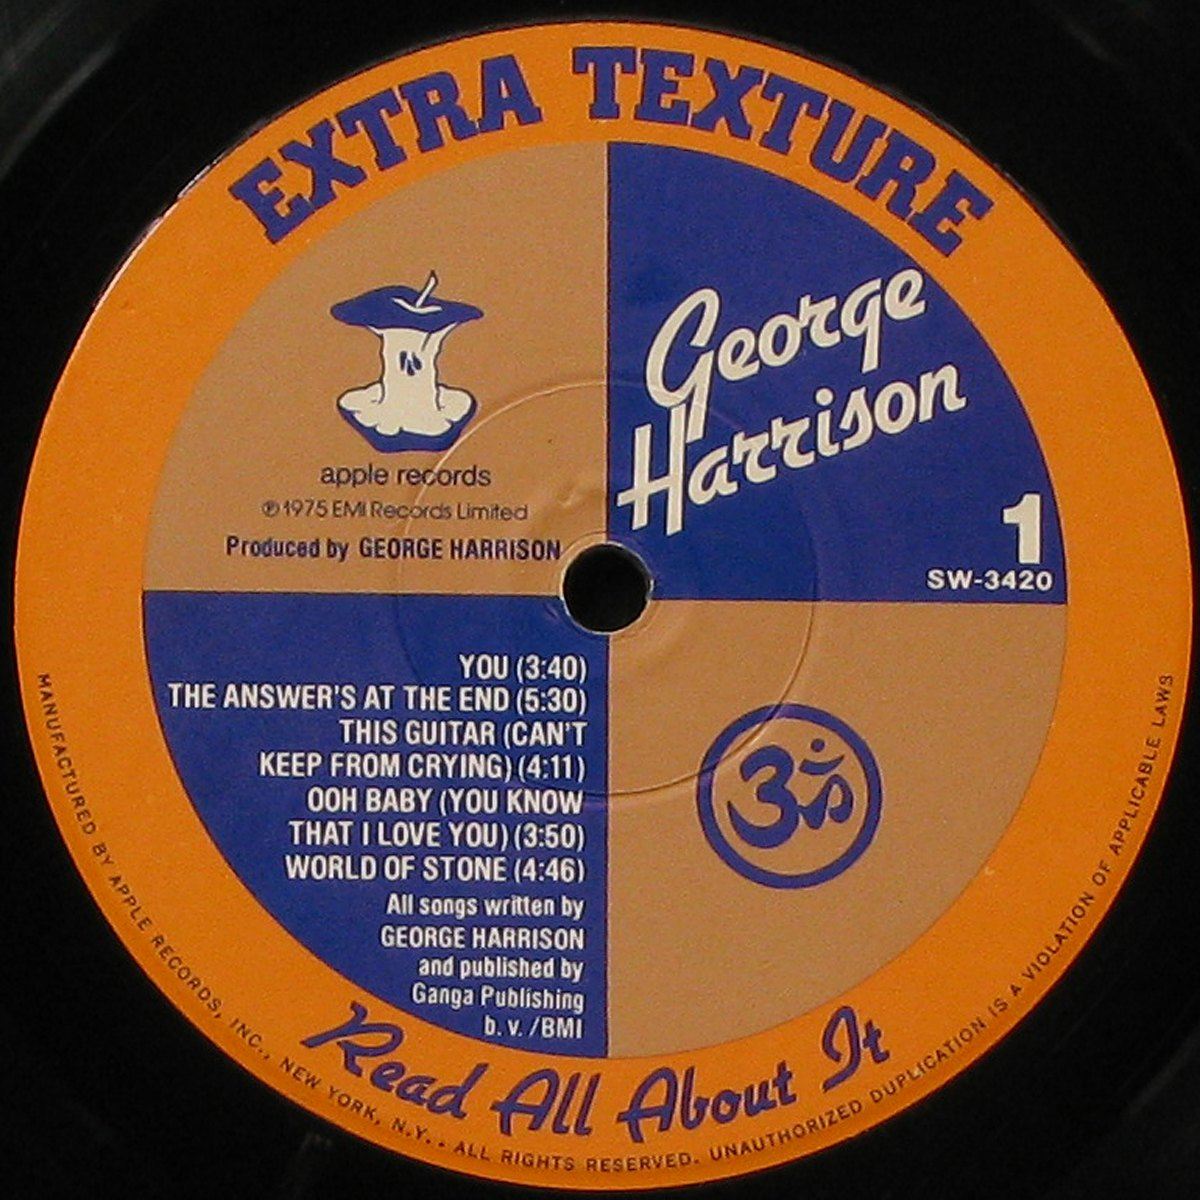 EXTRA TEXTURE
George
Harrison
apple records
℗ 1975 EMI Records Limited
Produced by GEORGE HARRISON
1
SW-3420
YOU (3:40)
THE ANSWER'S AT THE END (5:30)
THIS GUITAR (CAN'T
KEEP FROM CRYING) (4:11)
OOH BABY (YOU KNOW
THAT I LOVE YOU) (3:50)
WORLD OF STONE (4:46)
All songs written by
GEORGE HARRISON
and published by
Ganga Publishing
b. v. /BMI
ॐ
Read All About It
MANUFACTURED BY APPLE RECORDS, INC., NEW YORK, N.Y. . ALL RIGHTS RESERVED. UNAUTHORIZED DUPLICATION IS A VIOLATION OF APPLICABLE LAWS